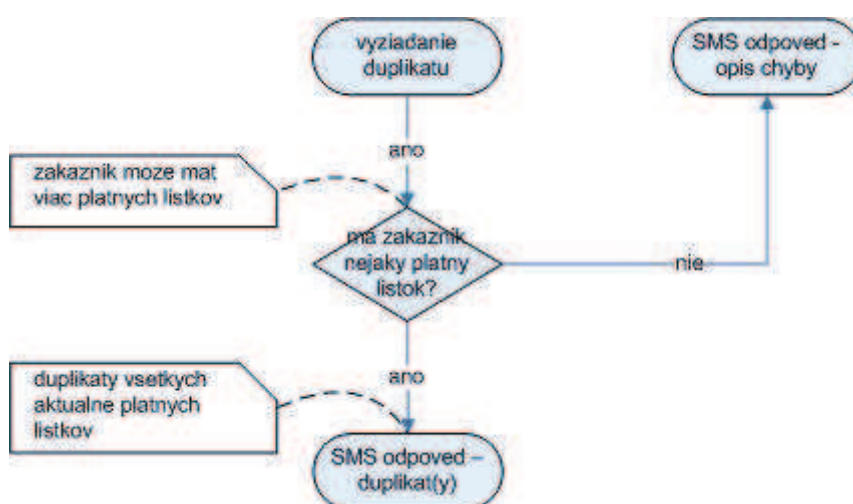 vyziadanie
duplikatu
SMS odpoved -
opis chyby
ano
zakaznik moze mat
viac platnych listkov
ma zakaznik
nejaky platny
listok?
nie
ano
duplikaty vsetkych
aktualne platnych
listkov
SMS odpoved –
duplikat(y)